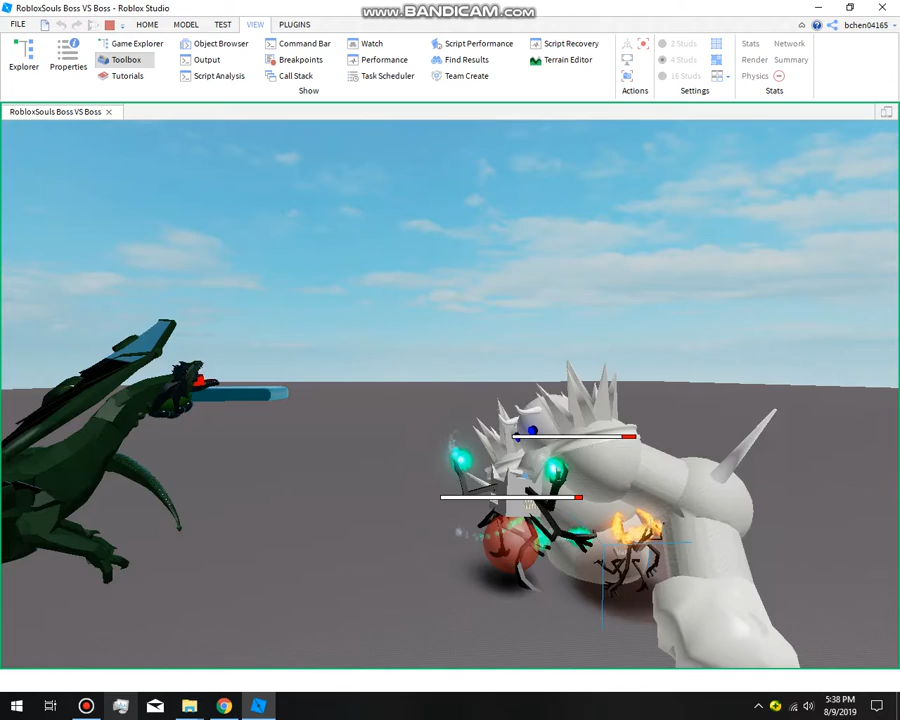 RobloxSouls Boss VS Boss - Roblox Studio
WWW.BANDICAM.COM
FILE HOME MODEL TEST VIEW PLUGINS bchen04165
Explorer
Properties
Game Explorer
Toolbox
Tutorials
Object Browser
Output
Script Analysis
Command Bar
Breakpoints
Call Stack
Watch
Performance
Task Scheduler
Script Performance
Find Results
Team Create
Script Recovery
Terrain Editor
Show
Actions
2 Studs
4 Studs
16 Studs
Settings
Stats Network
Render Summary
Physics
Stats
RobloxSouls Boss VS Boss
5:38 PM
8/9/2019